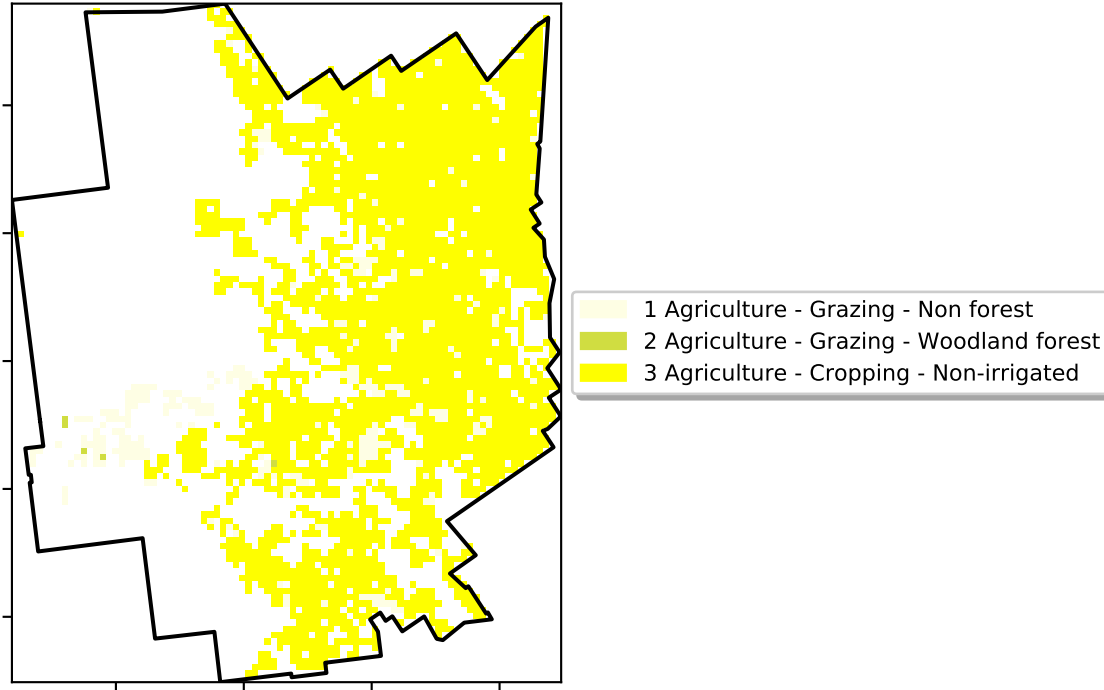 1 Agriculture - Grazing - Non forest
2 Agriculture - Grazing - Woodland forest
3 Agriculture - Cropping - Non-irrigated